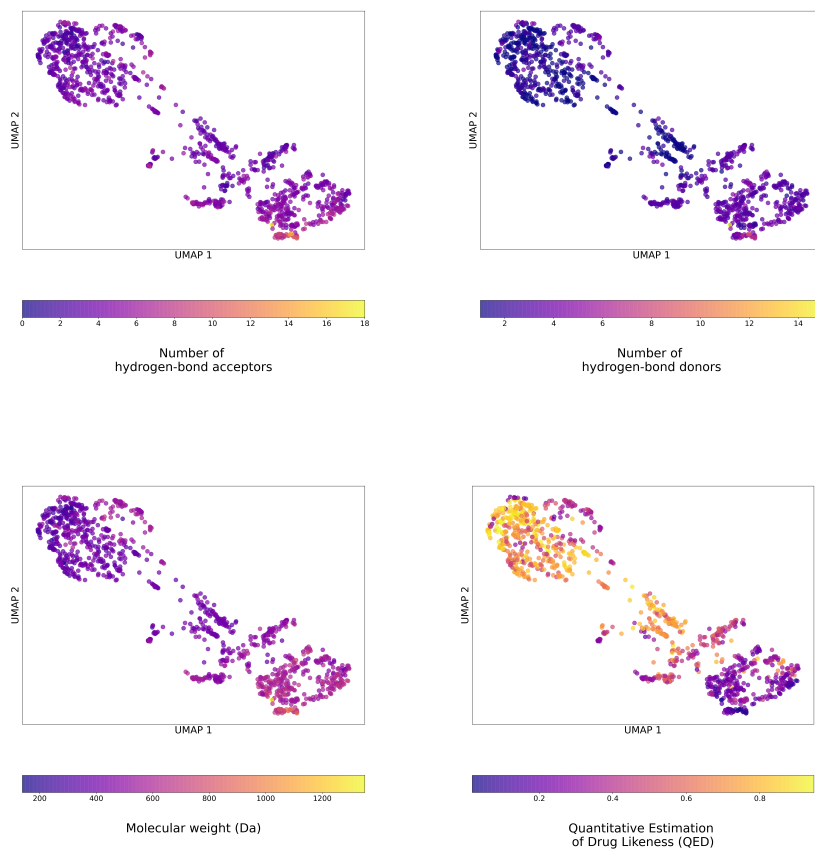 UMAP 2
UMAP 1
0 2 4 6 8 10 12 14 16 18
Number of
hydrogen-bond acceptors
UMAP 2
UMAP 1
2 4 6 8 10 12 14
Number of
hydrogen-bond donors
UMAP 2
UMAP 1
200 400 600 800 1000 1200
Molecular weight (Da)
UMAP 2
UMAP 1
0.2 0.4 0.6 0.8
Quantitative Estimation
of Drug Likeness (QED)